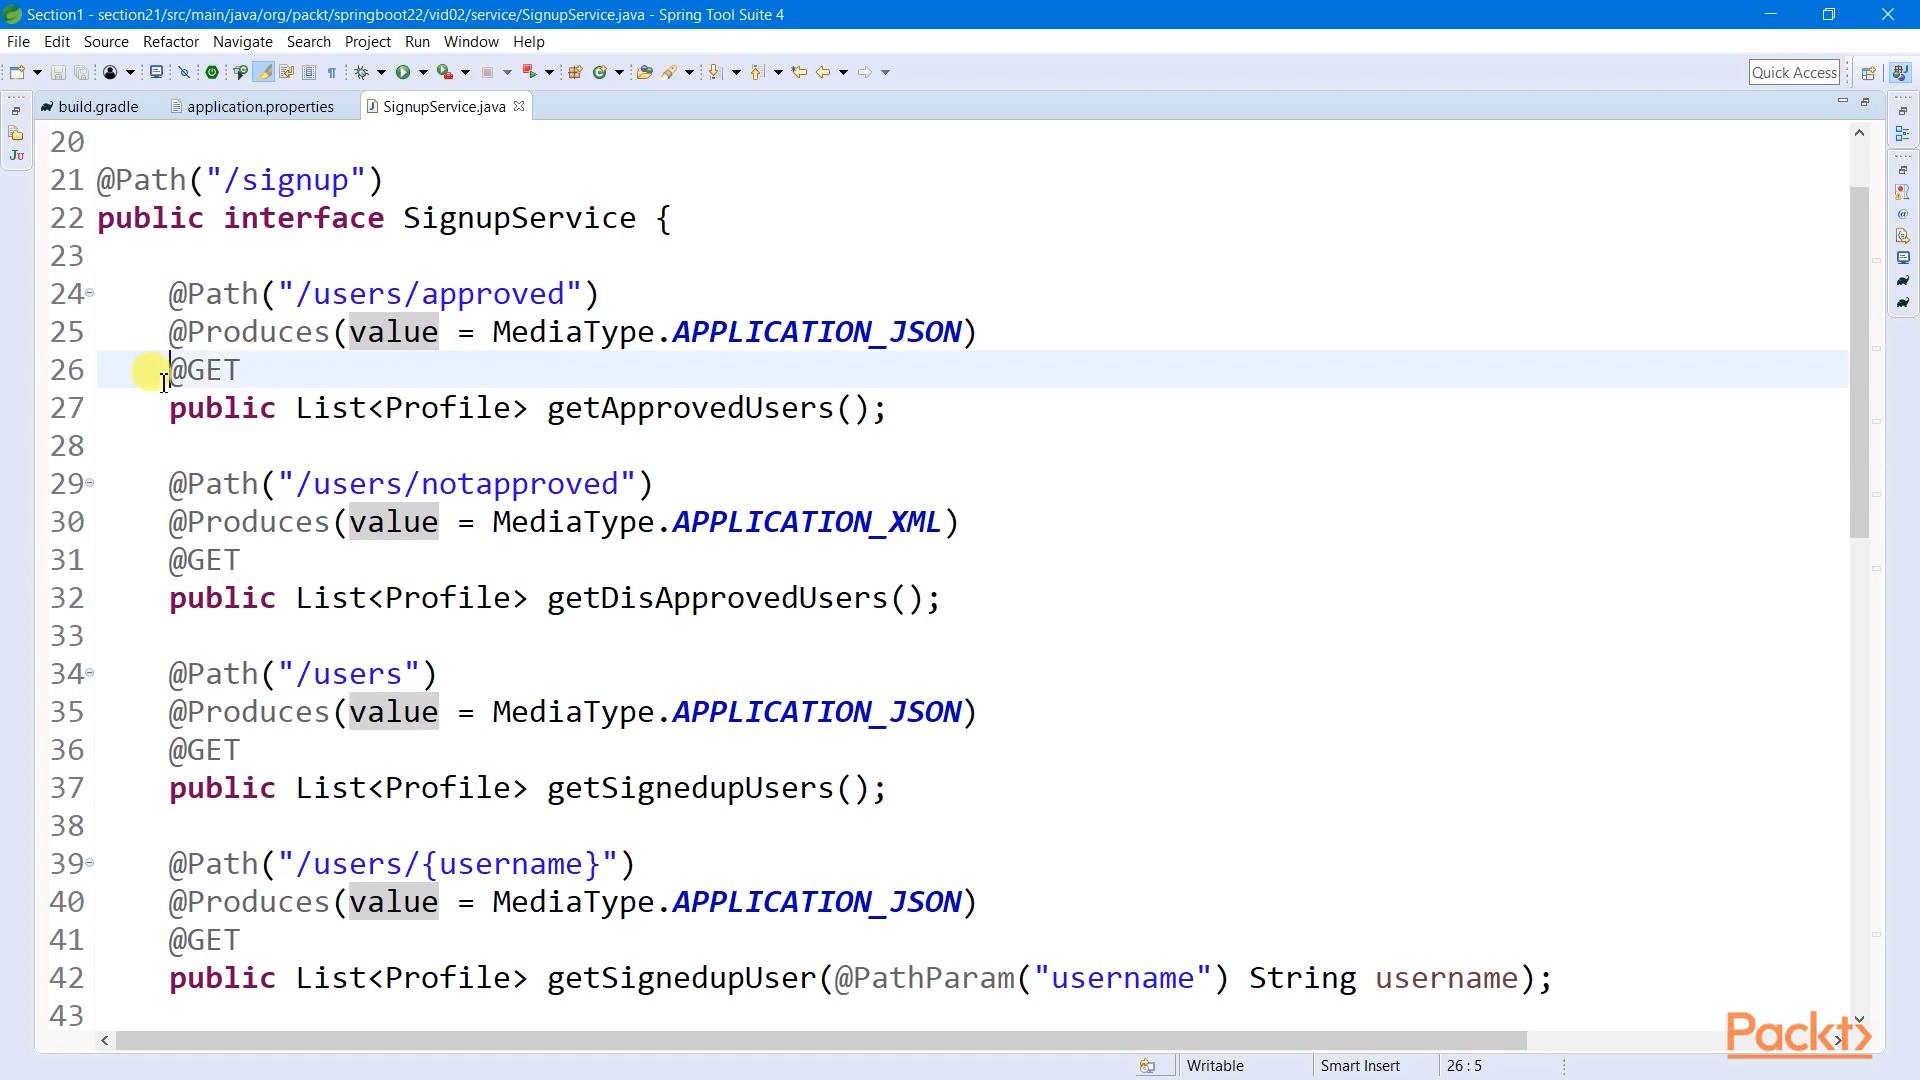 Section1 - section21/src/main/java/org/packt/springboot22/vid02/service/SignupService.java - Spring Tool Suite 4
File Edit Source Refactor Navigate Search Project Run Window Help
Quick Access
build.gradle application.properties SignupService.java
20
21 @Path("/signup")
22 public interface SignupService {
23
24 @Path("/users/approved")
25 @Produces(value = MediaType.APPLICATION_JSON)
26 @GET
27 public List<Profile> getApprovedUsers();
28
29 @Path("/users/notapproved")
30 @Produces(value = MediaType.APPLICATION_XML)
31 @GET
32 public List<Profile> getDisApprovedUsers();
33
34 @Path("/users")
35 @Produces(value = MediaType.APPLICATION_JSON)
36 @GET
37 public List<Profile> getSignedupUsers();
38
39 @Path("/users/{username}")
40 @Produces(value = MediaType.APPLICATION_JSON)
41 @GET
42 public List<Profile> getSignedupUser(@PathParam("username") String username);
43
Packt>
Writable Smart Insert 26 : 5